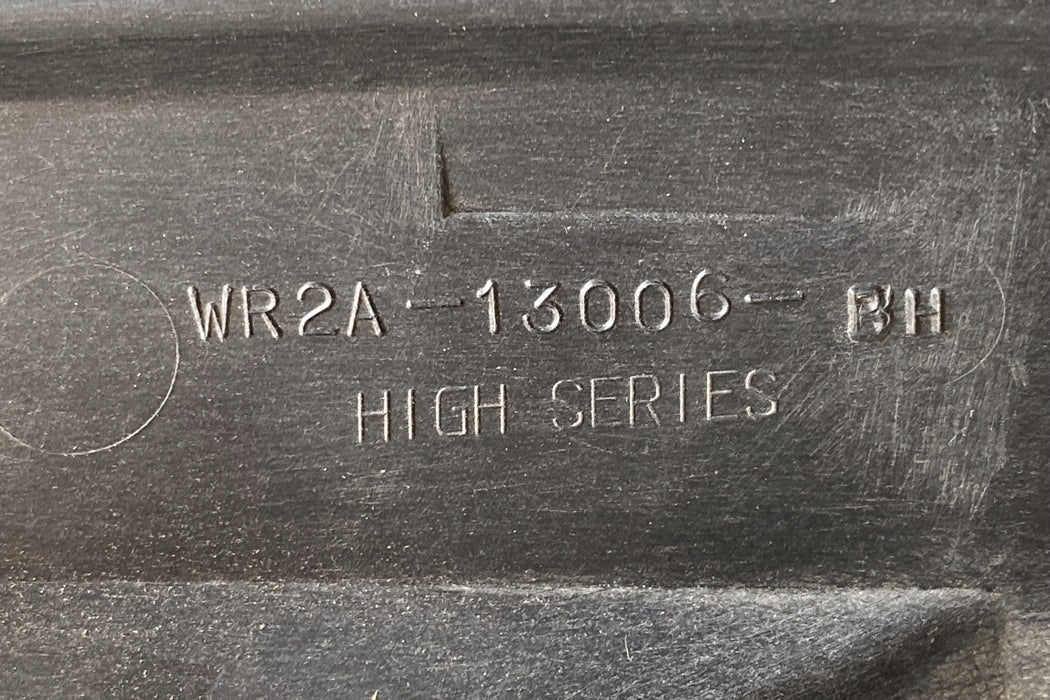 WR2A-13006-BH
HIGH SERIES